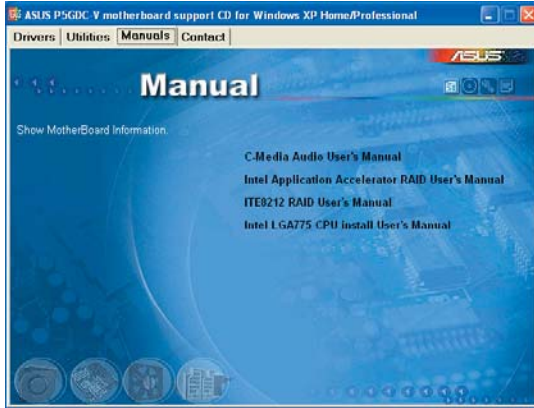 ASUS P5GDC-V motherboard support CD for Windows XP Home/Professional
Drivers Utilities Manuals Contact
ASUS
Manual
Show MotherBoard Information.
C-Media Audio User's Manual
Intel Application Accelerator RAID User's Manual
ITE8212 RAID User's Manual
Intel LGA775 CPU install User's Manual